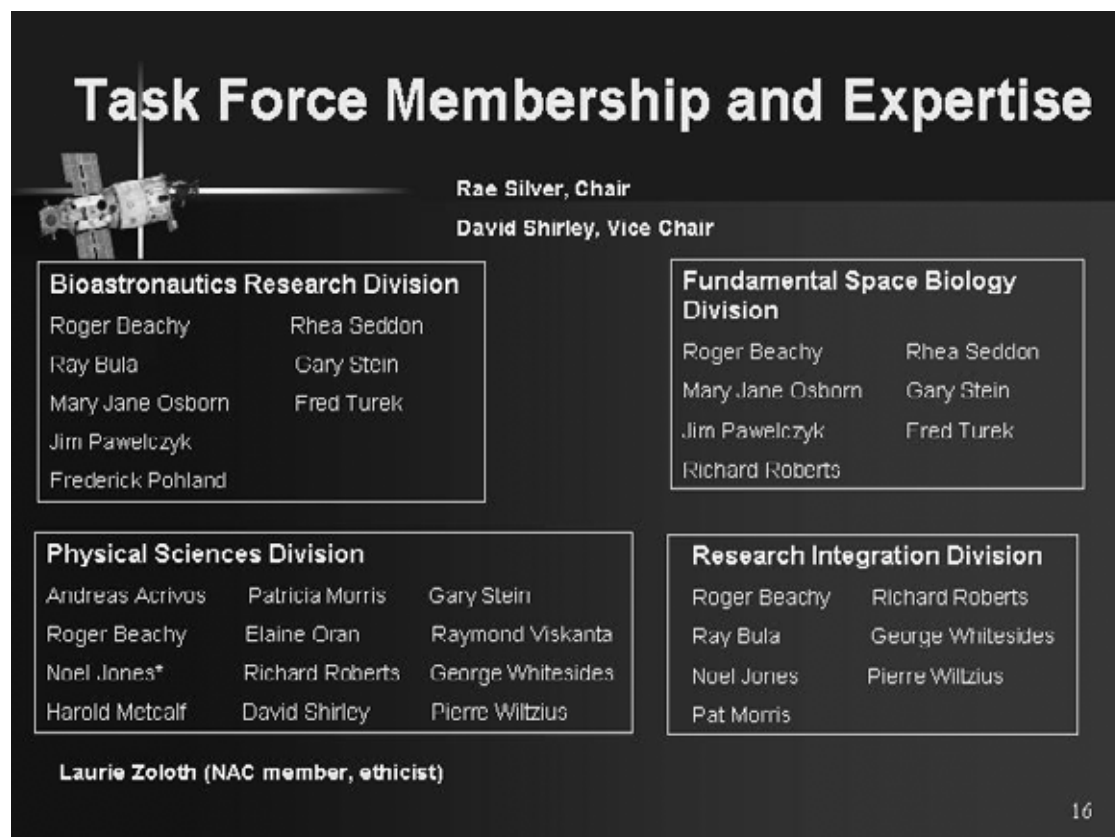 Task Force Membership and Expertise
Rae Silver, Chair
David Shirley, Vice Chair
Bioastronautics Research Division
Roger Beachy Rhea Seddon
Ray Bula Gary Stein
Mary Jane Osborn Fred Turek
Jim Pawelczyk
Frederick Pohland
Fundamental Space Biology
Division
Roger Beachy Rhea Seddon
Mary Jane Osborn Gary Stein
Jim Pawelczyk Fred Turek
Richard Roberts
Physical Sciences Division
Andreas Acrivos Patricia Morris Gary Stein
Roger Beachy Elaine Oran Raymond Viskanta
Noel Jones* Richard Roberts George Whitesides
Harold Metcalf David Shirley Pierre Wiltzius
Research Integration Division
Roger Beachy Richard Roberts
Ray Bula George Whitesides
Noel Jones Pierre Wiltzius
Pat Morris
Laurie Zoloth (NAC member, ethicist)
16